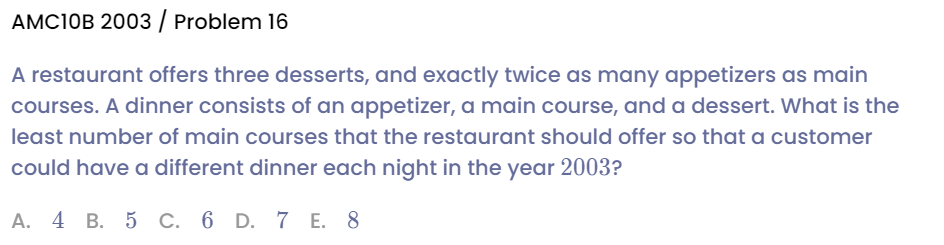 AMC10B 2003 / Problem 16
A restaurant offers three desserts, and exactly twice as many appetizers as main
courses. A dinner consists of an appetizer, a main course, and a dessert. What is the
least number of main courses that the restaurant should offer so that a customer
could have a different dinner each night in the year 2003?
A. 4 B. 5 C. 6 D. 7 E. 8